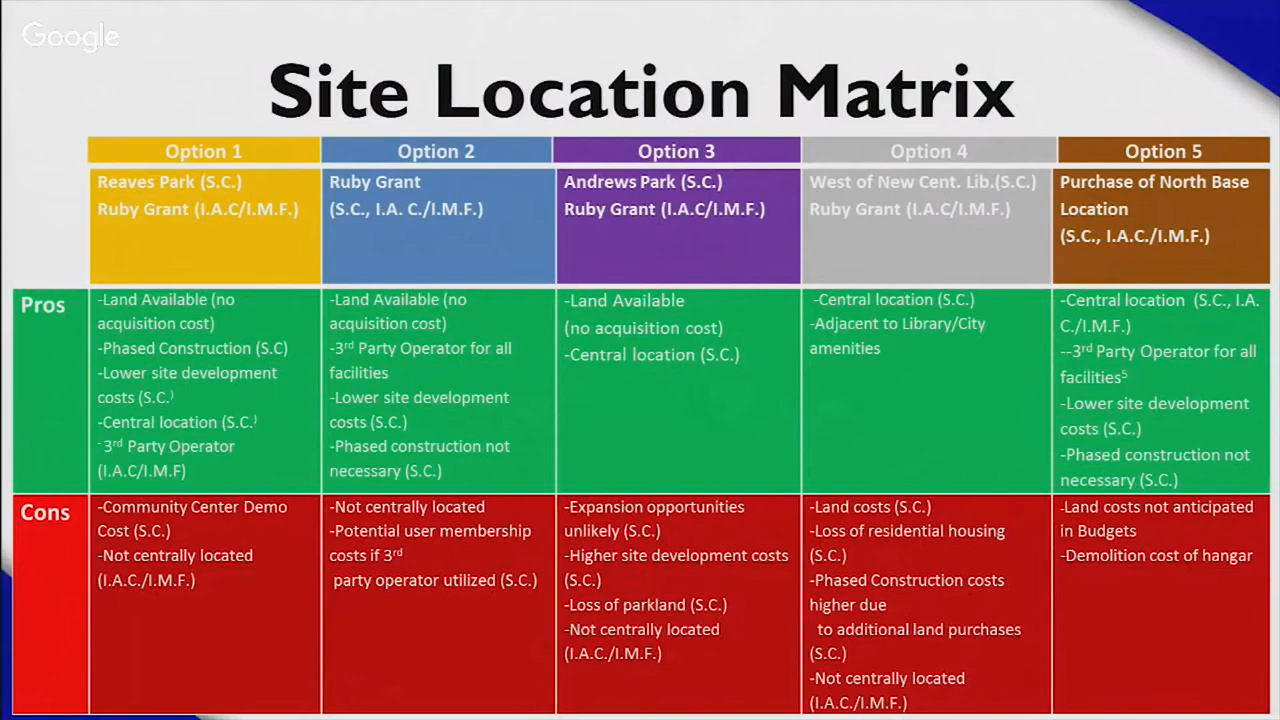 Google
Site Location Matrix
Option 1
Option 2
Option 3
Option 4
Option 5
Reaves Park (S.C.)
Ruby Grant (I.A.C/I.M.F.)
Ruby Grant
(S.C., I.A. C./I.M.F.)
Andrews Park (S.C.)
Ruby Grant (I.A.C/I.M.F.)
West of New Cent. Lib.(S.C.)
Ruby Grant (I.A.C/I.M.F.)
Purchase of North Base
Location
(S.C., I.A.C./I.M.F.)
Pros
-Land Available (no
acquisition cost)
-Phased Construction (S.C)
-Lower site development
costs (S.C.)
-Central location (S.C.)
-3rd Party Operator
(I.A.C/I.M.F)
-Land Available (no
acquisition cost)
-3rd Party Operator for all
facilities
-Lower site development
costs (S.C.)
-Phased construction not
necessary (S.C.)
-Land Available
(no acquisition cost)
-Central location (S.C.)
-Central location (S.C.)
-Adjacent to Library/City
amenities
-Central location (S.C., I.A.
C./I.M.F.)
--3rd Party Operator for all
facilities5
-Lower site development
costs (S.C.)
-Phased construction not
necessary (S.C.)
Cons
-Community Center Demo
Cost (S.C.)
-Not centrally located
(I.A.C./I.M.F.)
-Not centrally located
-Potential user membership
costs if 3rd
party operator utilized (S.C.)
-Expansion opportunities
unlikely (S.C.)
-Higher site development costs
(S.C.)
-Loss of parkland (S.C.)
-Not centrally located
(I.A.C./I.M.F.)
-Land costs (S.C.)
-Loss of residential housing
(S.C.)
-Phased Construction costs
higher due
to additional land purchases
(S.C.)
-Not centrally located
(I.A.C./I.M.F.)
-Land costs not anticipated
in Budgets
-Demolition cost of hangar